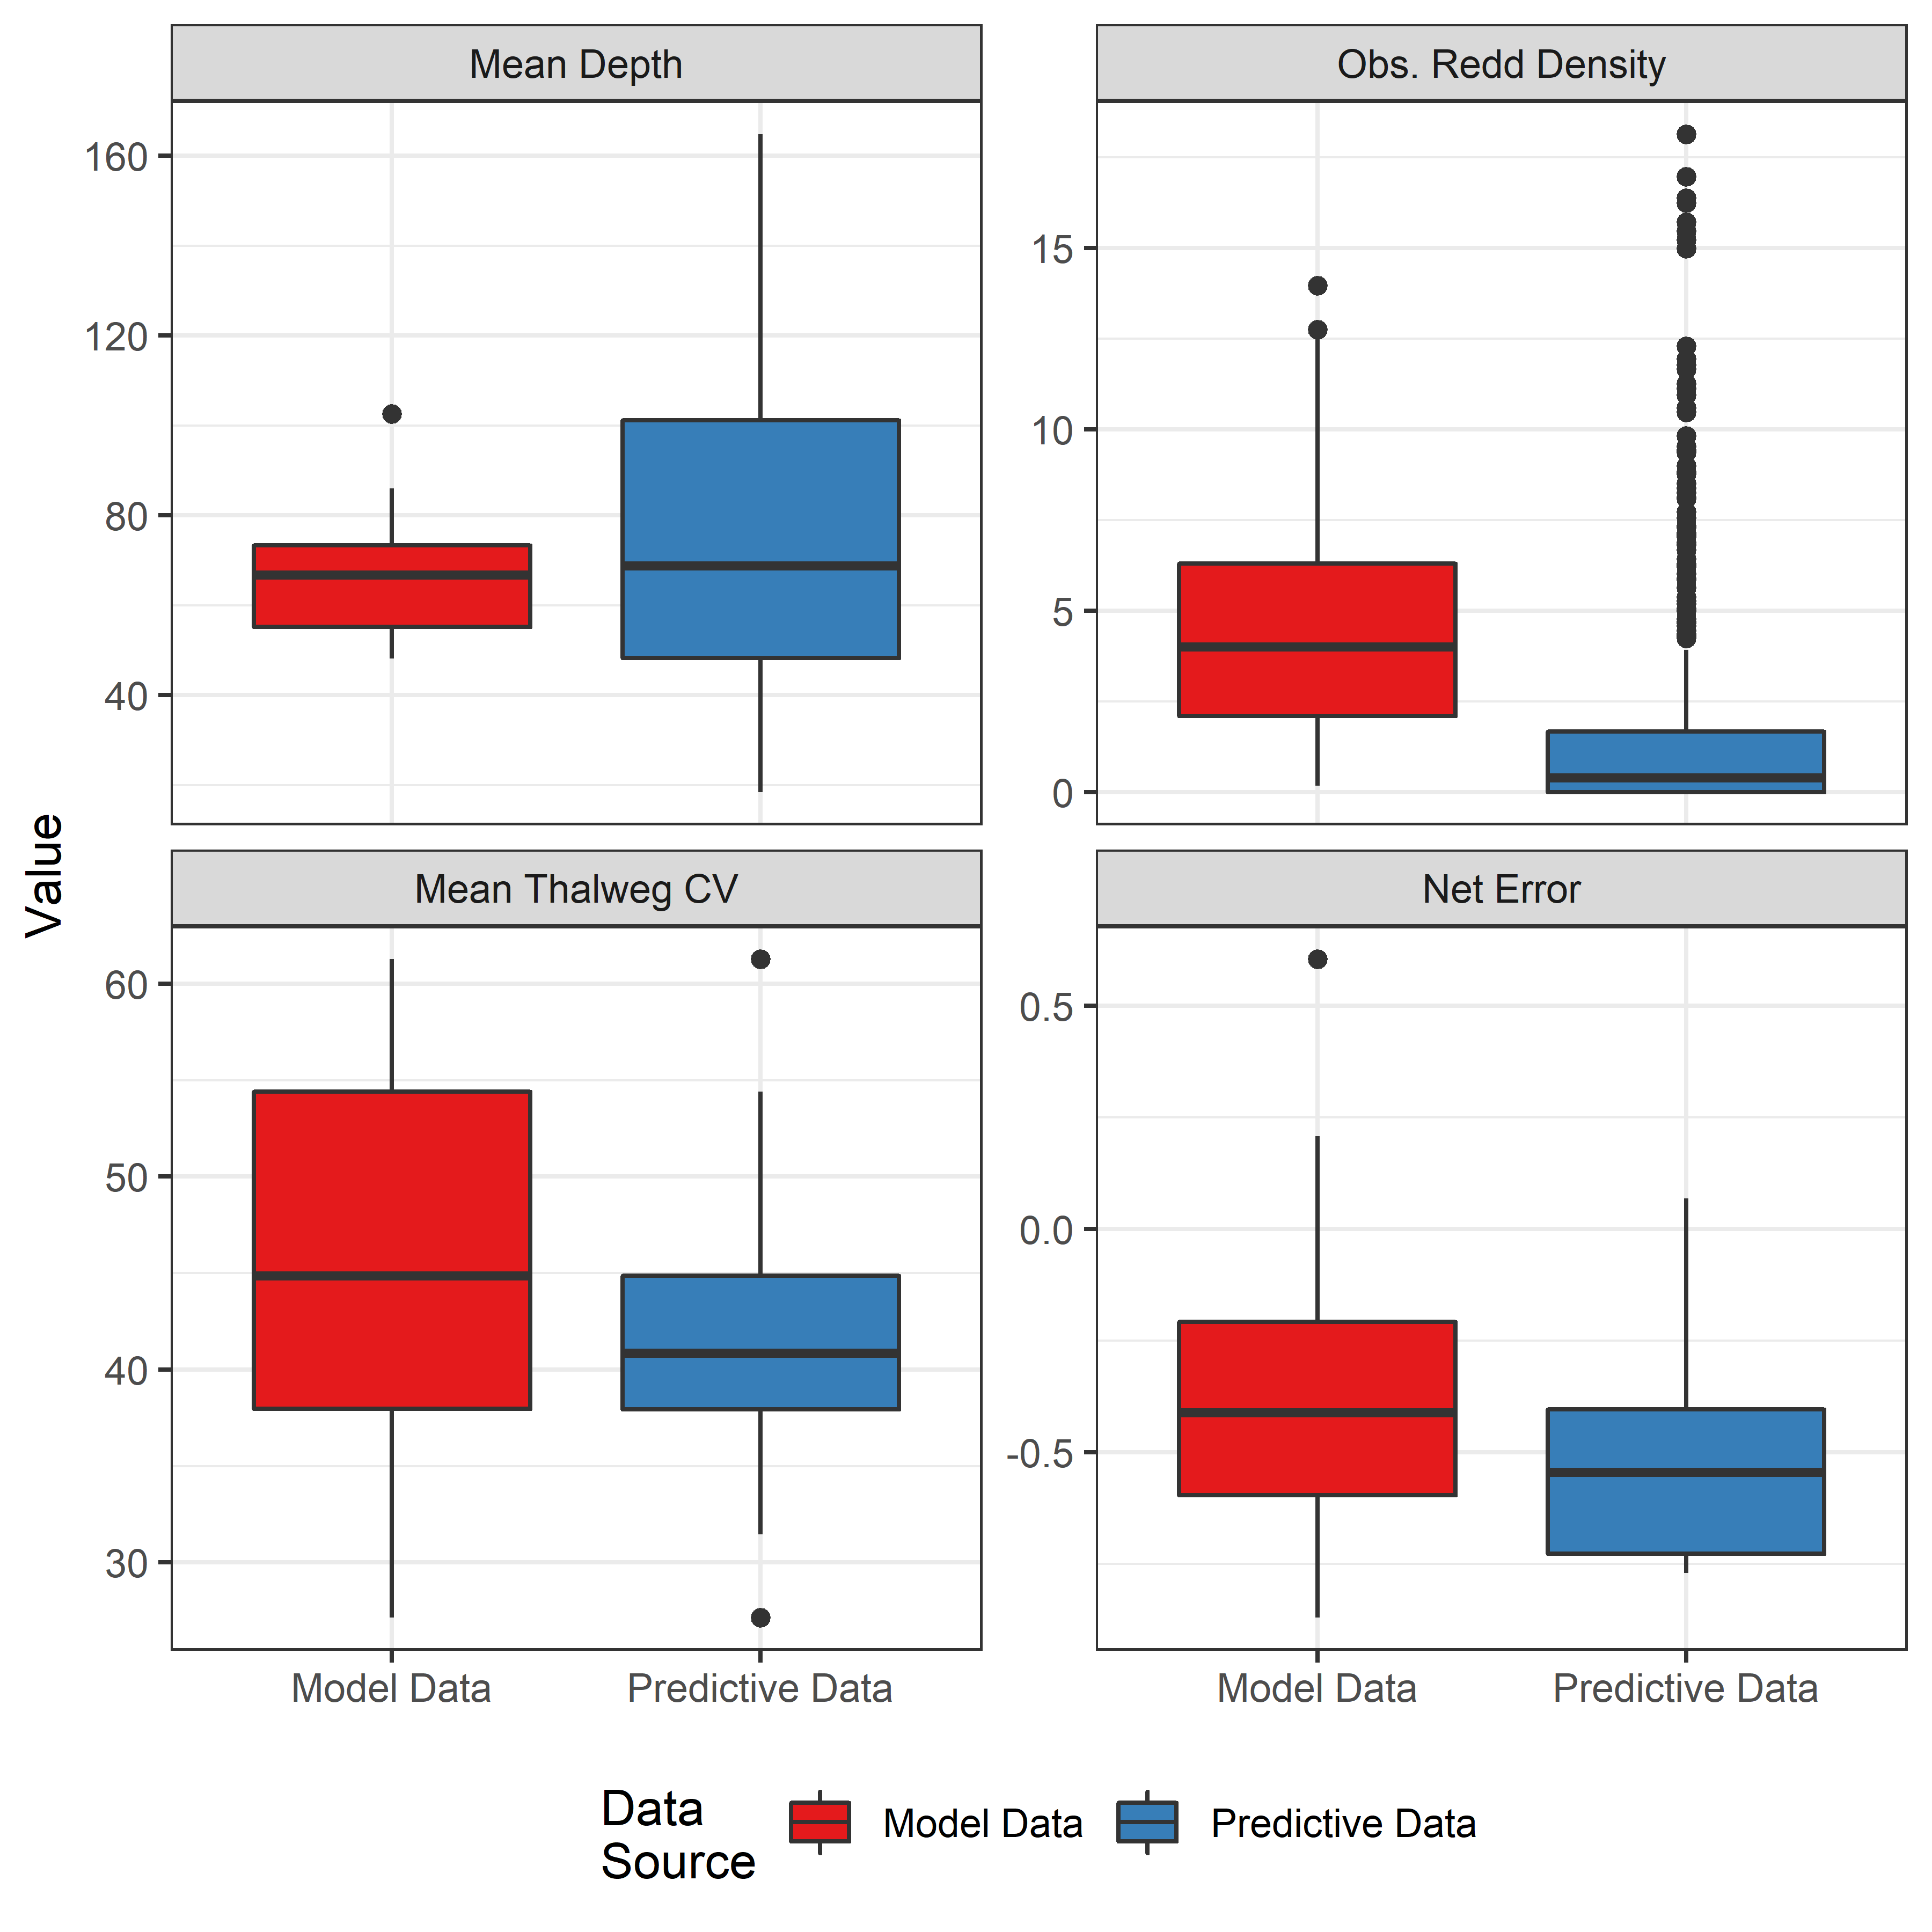 Mean Depth
Obs. Redd Density
160
120
80
40
15
10
5
0
Value
Mean Thalweg CV
Net Error
60
50
40
30
0.5
0.0
-0.5
Model Data
Predictive Data
Model Data
Predictive Data
Data
Source
Model Data
Predictive Data